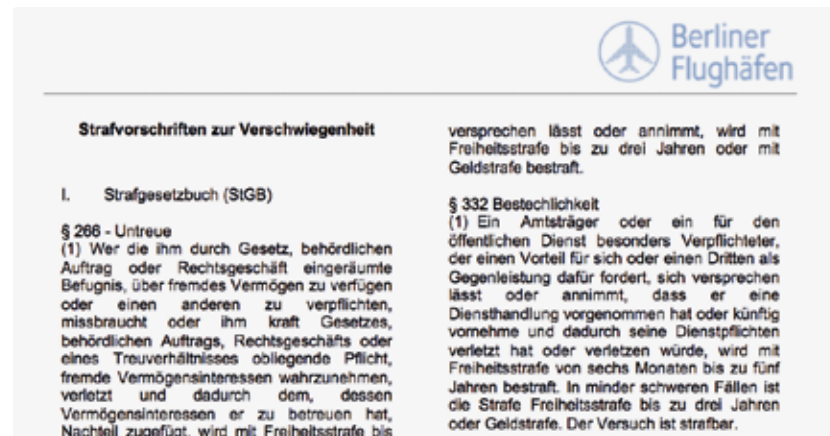 Berliner
Flughäfen
Strafvorschriften zur Verschwiegenheit
I. Strafgesetzbuch (StGB)
§ 266 - Untreue
(1) Wer die ihm durch Gesetz, behördlichen
Auftrag oder Rechtsgeschäft eingeräumte
Befugnis, über fremdes Vermögen zu verfügen
oder einen anderen zu verpflichten,
missbraucht oder ihm kraft Gesetzes,
behördlichen Auftrags, Rechtsgeschäfts oder
eines Treuverhältnisses obliegende Pflicht,
fremde Vermögensinteressen wahrzunehmen,
verletzt und dadurch dem, dessen
Vermögensinteressen er zu betreuen hat,
Nachteil zugefügt, wird mit Freiheitsstrafe bis
versprechen lässt oder annimmt, wird mit
Freiheitsstrafe bis zu drei Jahren oder mit
Geldstrafe bestraft.
§ 332 Bestechlichkeit
(1) Ein Amtsträger oder ein für den
öffentlichen Dienst besonders Verpflichteter,
der einen Vorteil für sich oder einen Dritten als
Gegenleistung dafür fordert, sich versprechen
lässt oder annimmt, dass er eine
Diensthandlung vorgenommen hat oder künftig
vornehme und dadurch seine Dienstpflichten
verletzt hat oder verletzen würde, wird mit
Freiheitsstrafe von sechs Monaten bis zu fünf
Jahren bestraft. In minder schweren Fällen ist
die Strafe Freiheitsstrafe bis zu drei Jahren
oder Geldstrafe. Der Versuch ist strafbar.